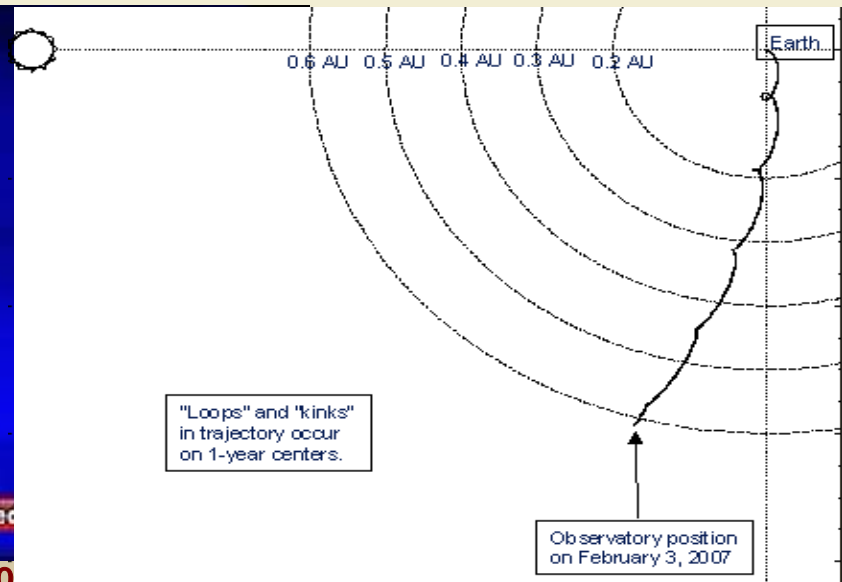 Earth
0.6 AU 0.5 AU 0.4 AU 0.3 AU 0.2 AU
"Loops" and "kinks"
in trajectory occur
on 1-year centers.
Observatory position
on February 3, 2007